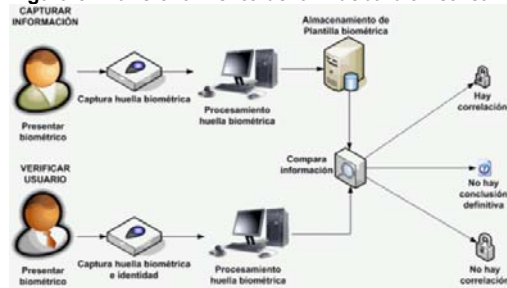 CAPTURAR
INFORMACIÓN
Presentar
biométrico
Captura huella biométrica
Procesamiento
huella biométrica
Almacenamiento de
Plantilla biométrica
VERIFICAR
USUARIO
Presentar
biométrico
Captura huella biométrica
e identidad
Procesamiento
huella biométrica
Compara
información
Hay
correlación
No hay
conclusión
definitiva
No hay
correlación